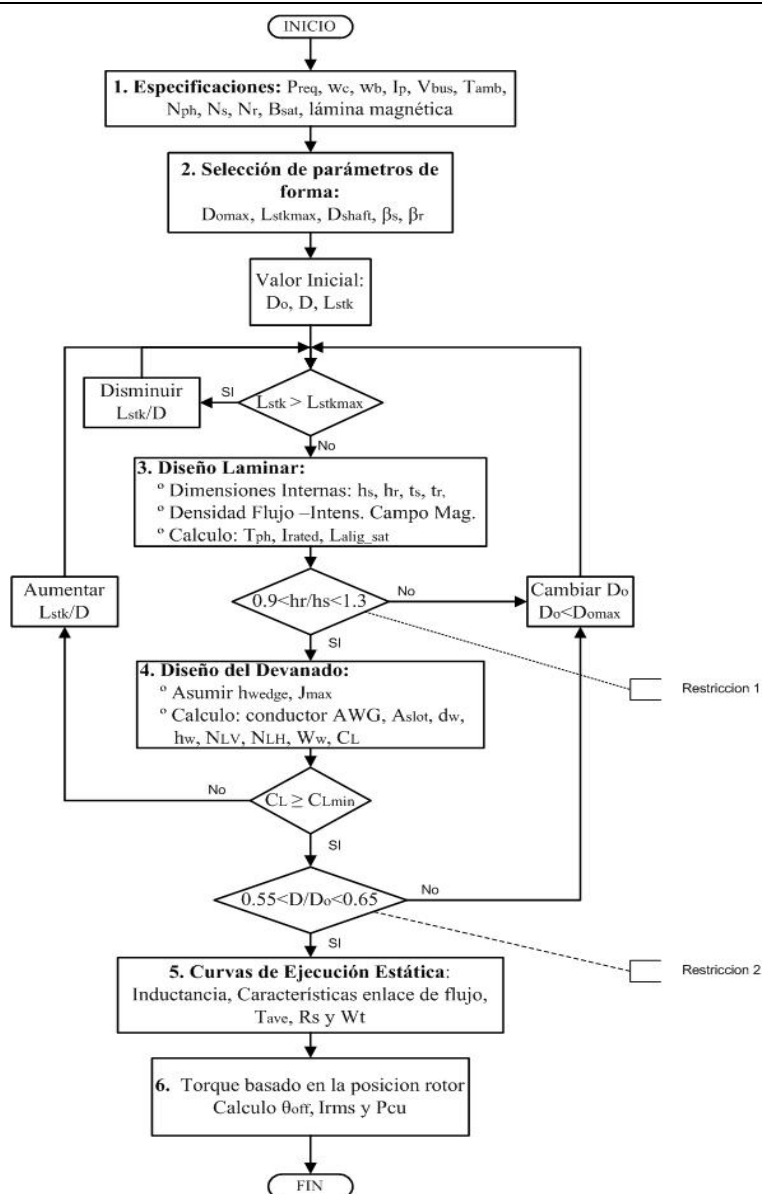 INICIO
1. Especificaciones: Preq, wc, wb, Ip, Vbus, Tamb,
Nph, Ns, Nr, Bsat, lámina magnética
2. Selección de parámetros de
forma:
Domax, Lstkmax, Dshaft, βs, βr
Valor Inicial:
Do, D, Lstk
Disminuir
Lstk/D
SI
Lstk > Lstkmax
No
3. Diseño Laminar:
º Dimensiones Internas: hs, hr, ts, tr,
º Densidad Flujo –Intens. Campo Mag.
º Calculo: Tph, Irated, Lalig_sat
Aumentar
Lstk/D
0.9<hr/hs<1.3
No
Cambiar Do
Do<Domax
SI
4. Diseño del Devanado:
º Asumir hwedge, Jmax
º Calculo: conductor AWG, Aslot, dw,
hw, NLV, NLH, Ww, CL
Restriccion 1
No
CL ≥ CLmin
SI
0.55<D/Do<0.65
No
SI
5. Curvas de Ejecución Estática:
Inductancia, Características enlace de flujo,
Tave, Rs y Wt
Restriccion 2
6. Torque basado en la posicion rotor
Calculo θoff, Irms y Pcu
FIN